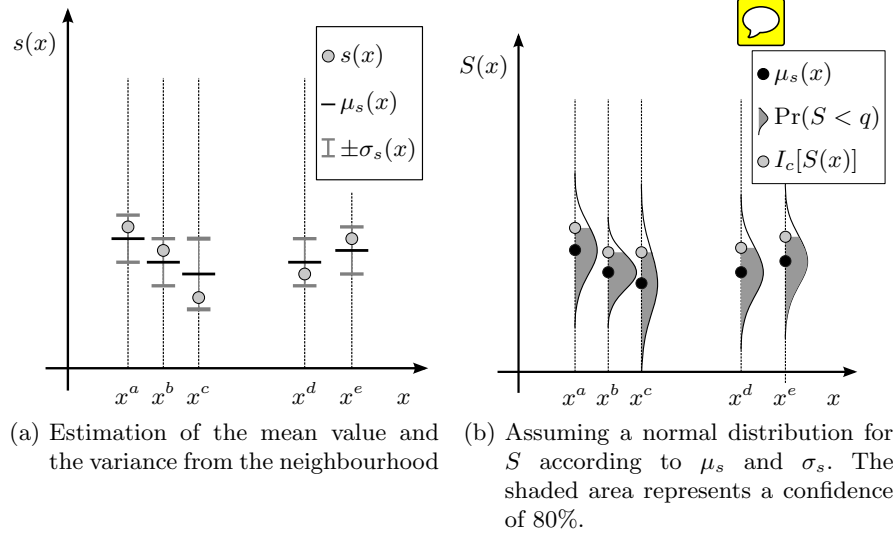 s(x)
s(x)
μ_s(x)
±σ_s(x)
x^a x^b x^c x^d x^e x
(a) Estimation of the mean value and
the variance from the neighbourhood
S(x)
μ_s(x)
Pr(S < q)
I_c[S(x)]
x^a x^b x^c x^d x^e x
(b) Assuming a normal distribution for
S according to μ_s and σ_s. The
shaded area represents a confidence
of 80%.